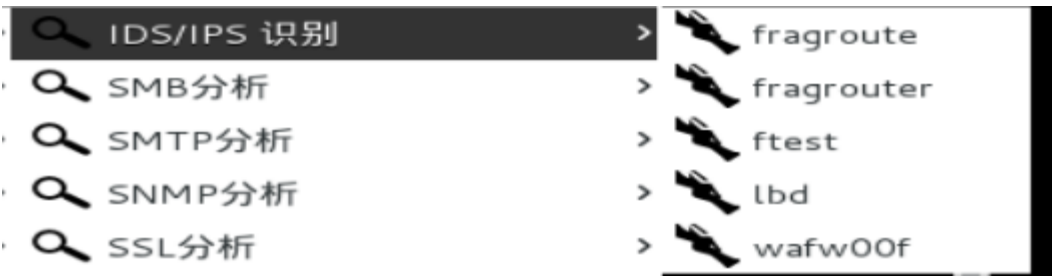 IDS/IPS 识别
SMB分析
SMTP分析
SNMP分析
SSL分析
fragroute
fragrouter
ftest
lbd
wafw00f